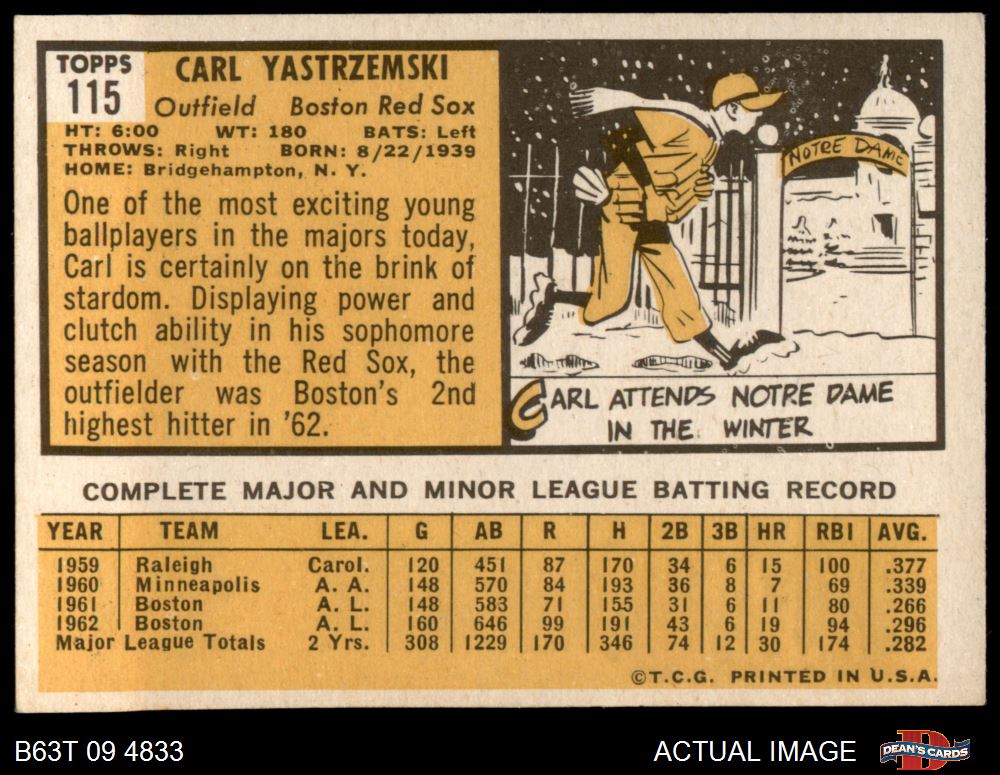 TOPPS
115
CARL YASTRZEMSKI
Outfield Boston Red Sox
HT: 6:00 WT: 180 BATS: Left
THROWS: Right BORN: 8/22/1939
HOME: Bridgehampton, N. Y.
One of the most exciting young
ballplayers in the majors today,
Carl is certainly on the brink of
stardom. Displaying power and
clutch ability in his sophomore
season with the Red Sox, the
outfielder was Boston's 2nd
highest hitter in '62.
NOTRE DAME
CARL ATTENDS NOTRE DAME
IN THE WINTER
COMPLETE MAJOR AND MINOR LEAGUE BATTING RECORD
YEAR TEAM LEA. G AB R H 2B 3B HR RBI AVG.
1959 Raleigh Carol. 120 451 87 170 34 6 15 100 .377
1960 Minneapolis A. A. 148 570 84 193 36 8 7 69 .339
1961 Boston A. L. 148 583 71 155 31 6 11 80 .266
1962 Boston A. L. 160 646 99 191 43 6 19 94 .296
Major League Totals 2 Yrs. 308 1229 170 346 74 12 30 174 .282
©T.C.G. PRINTED IN U.S.A.
B63T 09 4833
ACTUAL IMAGE
D
DEAN'S CARDS